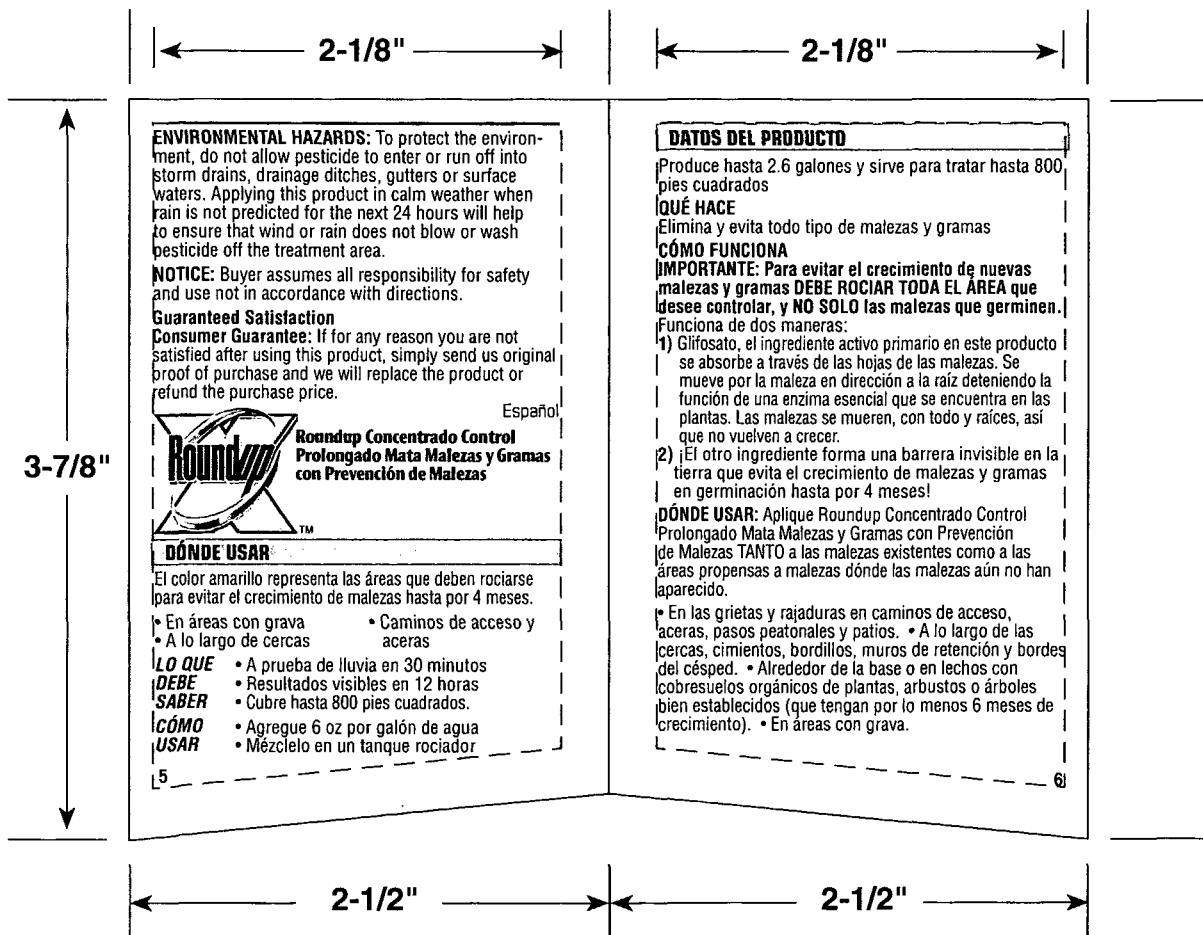 2-1/8"
2-1/8"
3-7/8"
ENVIRONMENTAL HAZARDS: To protect the environ-
ment, do not allow pesticide to enter or run off into
storm drains, drainage ditches, gutters or surface
waters. Applying this product in calm weather when
rain is not predicted for the next 24 hours will help
to ensure that wind or rain does not blow or wash
pesticide off the treatment area.
NOTICE: Buyer assumes all responsibility for safety
and use not in accordance with directions.
Guaranteed Satisfaction
Consumer Guarantee: If for any reason you are not
satisfied after using this product, simply send us original
proof of purchase and we will replace the product or
refund the purchase price.
Español
Roundup
TM
Roundup Concentrado Control
Prolongado Mata Malezas y Gramas
con Prevención de Malezas
DÓNDE USAR
El color amarillo representa las áreas que deben rociarse
para evitar el crecimiento de malezas hasta por 4 meses.
• En áreas con grava
• A lo largo de cercas
• Caminos de acceso y
aceras
LO QUE • A prueba de lluvia en 30 minutos
DEBE • Resultados visibles en 12 horas
SABER • Cubre hasta 800 pies cuadrados.
CÓMO • Agregue 6 oz por galón de agua
USAR • Mézclelo en un tanque rociador
5
DATOS DEL PRODUCTO
Produce hasta 2.6 galones y sirve para tratar hasta 800
pies cuadrados
QUÉ HACE
Elimina y evita todo tipo de malezas y gramas
CÓMO FUNCIONA
IMPORTANTE: Para evitar el crecimiento de nuevas
malezas y gramas DEBE ROCIAR TODA EL ÁREA que
desee controlar, y NO SOLO las malezas que germinen.
Funciona de dos maneras:
1) Glifosato, el ingrediente activo primario en este producto
se absorbe a través de las hojas de las malezas. Se
mueve por la maleza en dirección a la raíz deteniendo la
función de una enzima esencial que se encuentra en las
plantas. Las malezas se mueren, con todo y raíces, así
que no vuelven a crecer.
2) ¡El otro ingrediente forma una barrera invisible en la
tierra que evita el crecimiento de malezas y gramas
en germinación hasta por 4 meses!
DÓNDE USAR: Aplique Roundup Concentrado Control
Prolongado Mata Malezas y Gramas con Prevención
de Malezas TANTO a las malezas existentes como a las
áreas propensas a malezas dónde las malezas aún no han
aparecido.
• En las grietas y rajaduras en caminos de acceso,
aceras, pasos peatonales y patios. • A lo largo de las
cercas, cimientos, bordillos, muros de retención y bordes
del césped. • Alrededor de la base o en lechos con
cobresuelos orgánicos de plantas, arbustos o árboles
bien establecidos (que tengan por lo menos 6 meses de
crecimiento). • En áreas con grava.
6
2-1/2"
2-1/2"